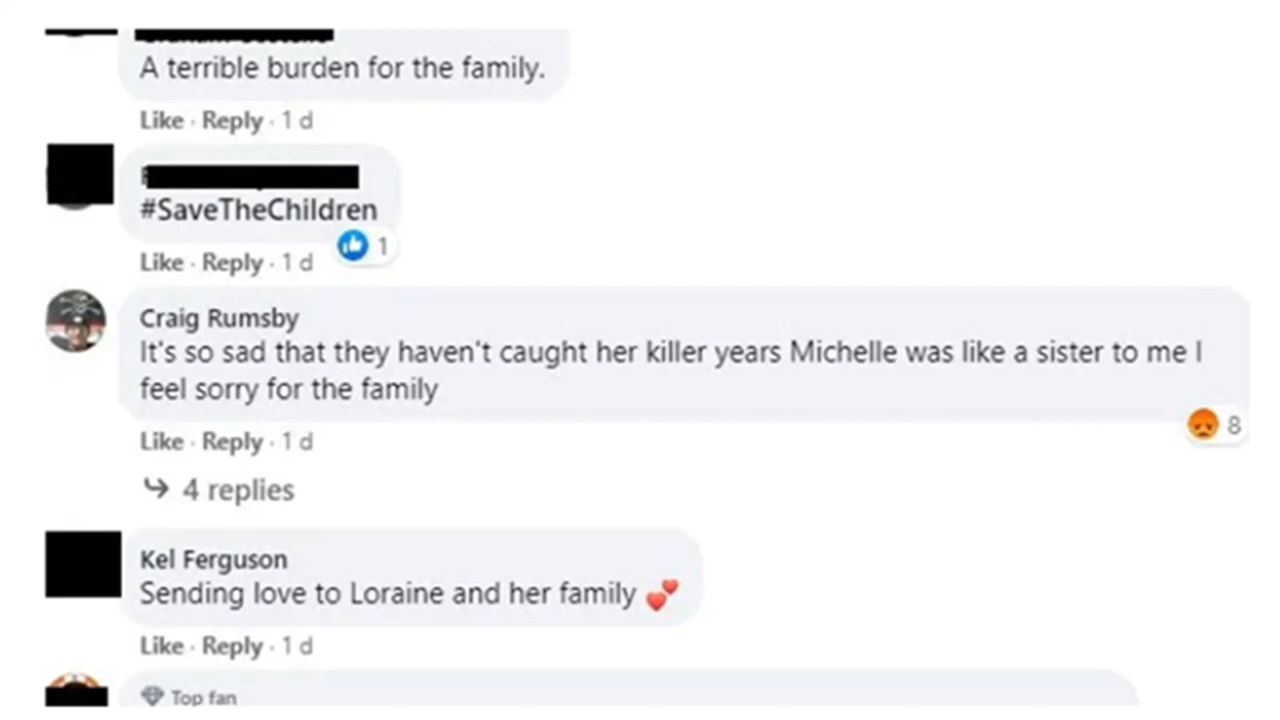 A terrible burden for the family.
Like · Reply · 1 d
#SaveTheChildren
1
Like · Reply · 1 d
Craig Rumsby
It's so sad that they haven't caught her killer years Michelle was like a sister to me I
feel sorry for the family
8
Like · Reply · 1 d
4 replies
Kel Ferguson
Sending love to Loraine and her family
Like · Reply · 1 d
Top fan